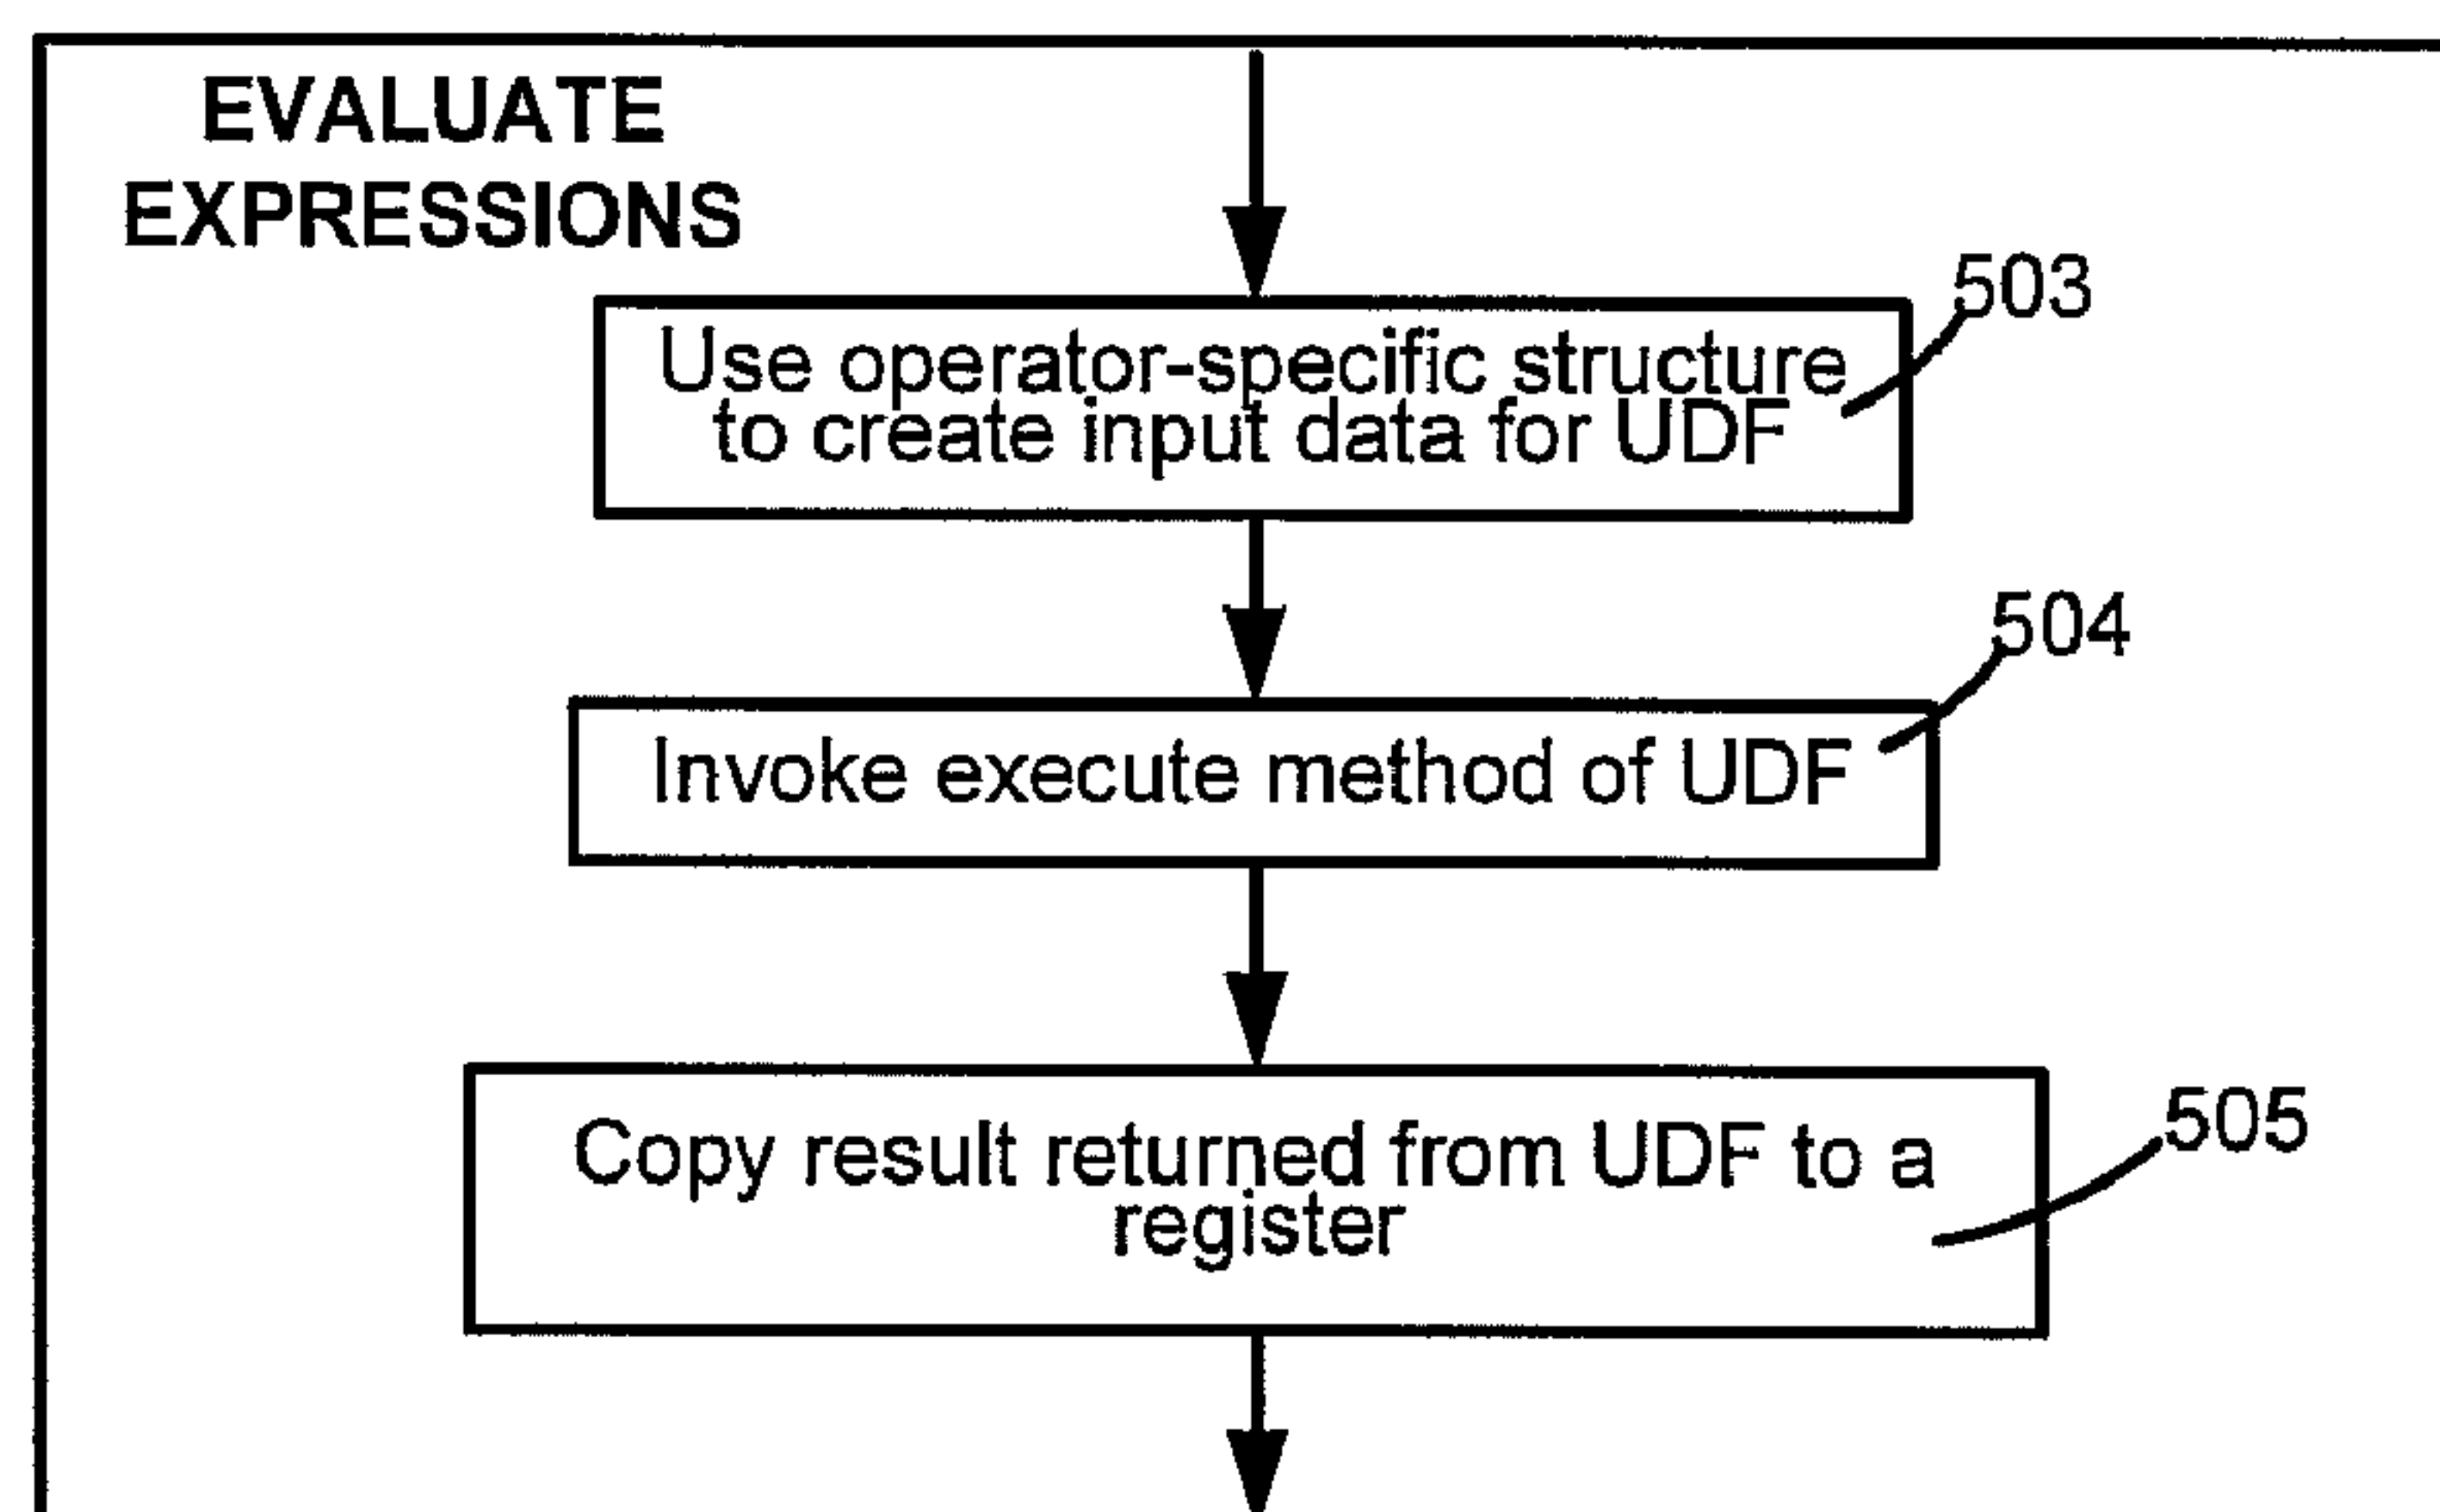 EVALUATE
EXPRESSIONS
503
Use operator-specific structure
to create input data for UDF
504
Invoke execute method of UDF
505
Copy result returned from UDF to a
register